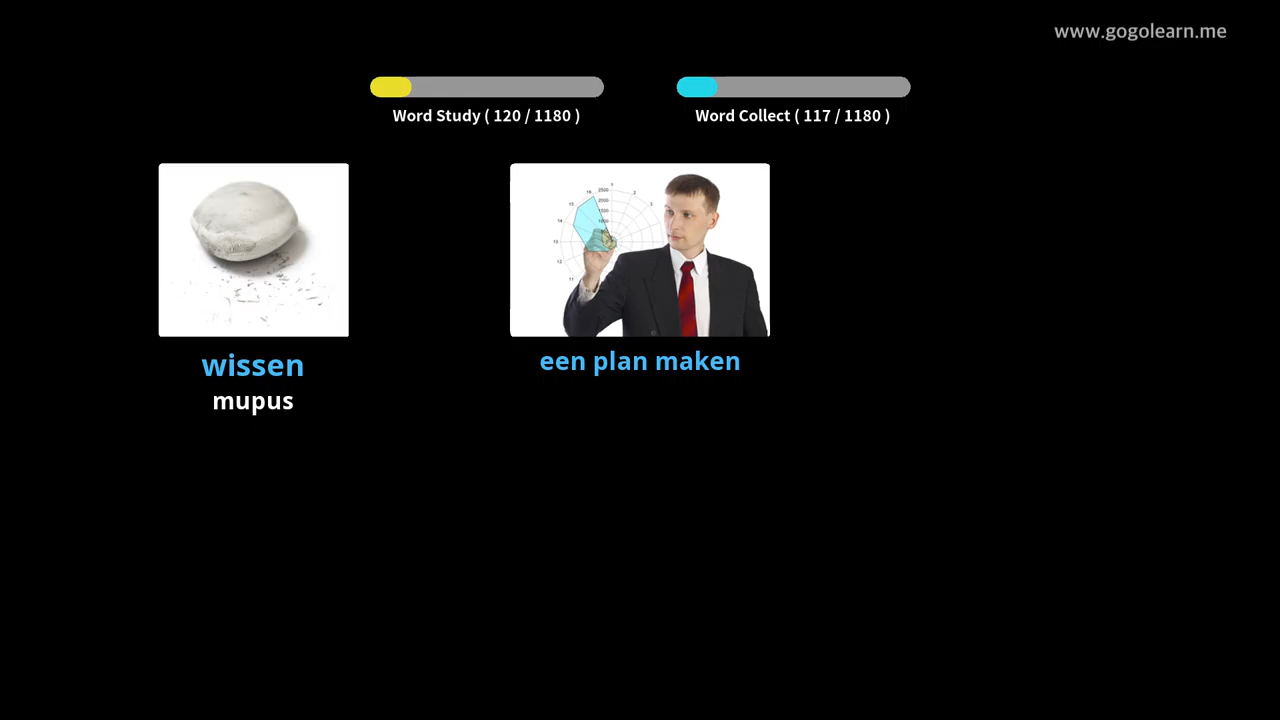 www.gogolearn.me
Word Study ( 120 / 1180 )
Word Collect ( 117 / 1180 )
wissen
mupus
een plan maken